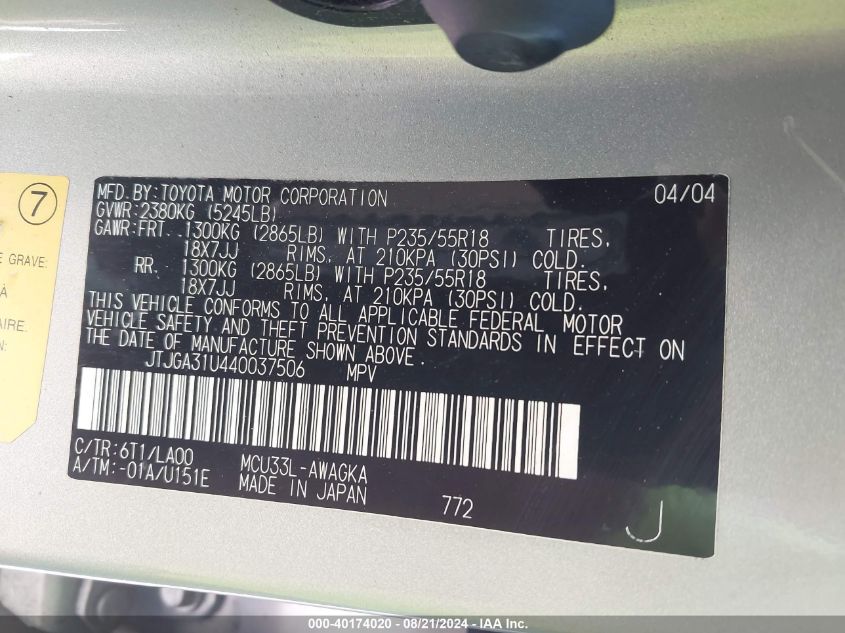 7
GRAVE:
À
AIRE.
N:
MFD.BY:TOYOTA MOTOR CORPORATION 04/04
GVWR:2380KG (5245LB)
GAWR:FRT. 1300KG (2865LB) WITH P235/55R18 TIRES,
18X7JJ RIMS, AT 210KPA (30PSI) COLD.
RR. 1300KG (2865LB) WITH P235/55R18 TIRES,
18X7JJ RIMS, AT 210KPA (30PSI) COLD.
THIS VEHICLE CONFORMS TO ALL APPLICABLE FEDERAL MOTOR
VEHICLE SAFETY AND THEFT PREVENTION STANDARDS IN EFFECT ON
THE DATE OF MANUFACTURE SHOWN ABOVE.
JTJGA31U440037506 MPV
C/TR:6T1/LA00 MCU33L-AWAGKA
A/TM:-01A/U151E MADE IN JAPAN
772
J
000-40174020 - 08/21/2024 - IAA Inc.